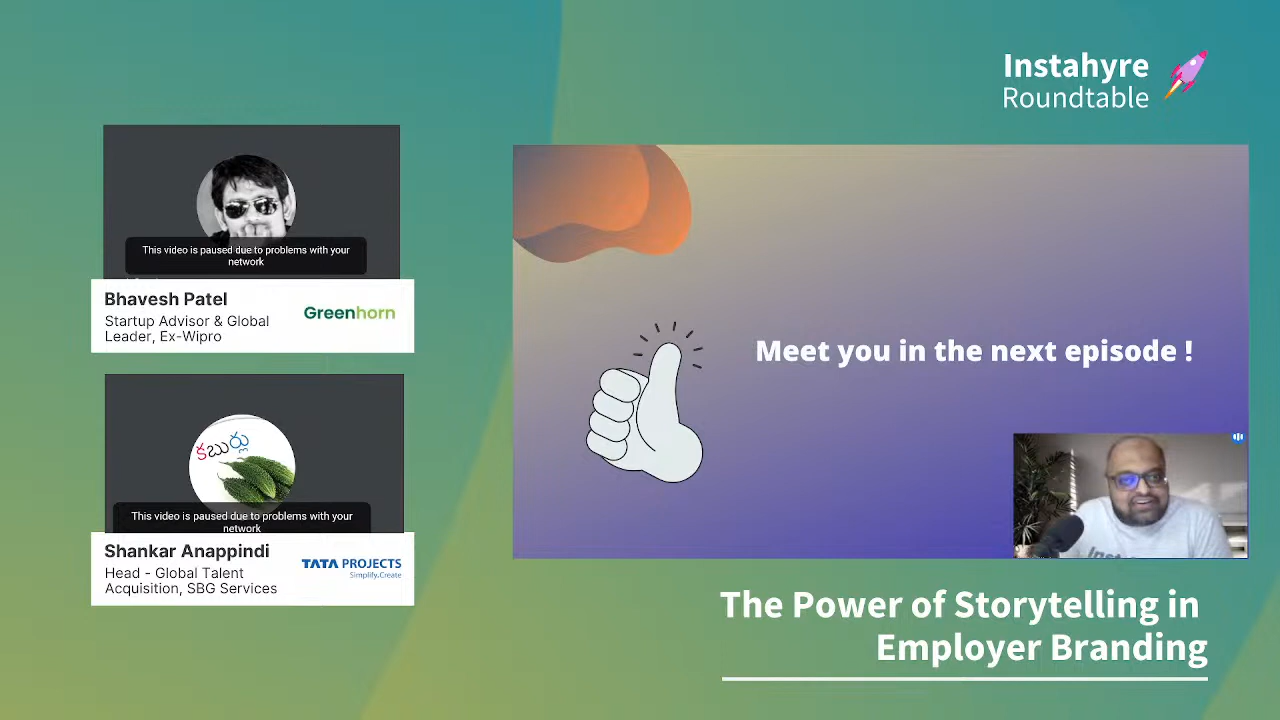 Instahyre
Roundtable
This video is paused due to problems with your
network
Bhavesh Patel
Startup Advisor & Global
Leader, Ex-Wipro
Greenhorn
కబుర్లు
This video is paused due to problems with your
network
Shankar Anappindi
Head - Global Talent
Acquisition, SBG Services
TATA PROJECTS
Simplify.Create
Meet you in the next episode !
The Power of Storytelling in
Employer Branding